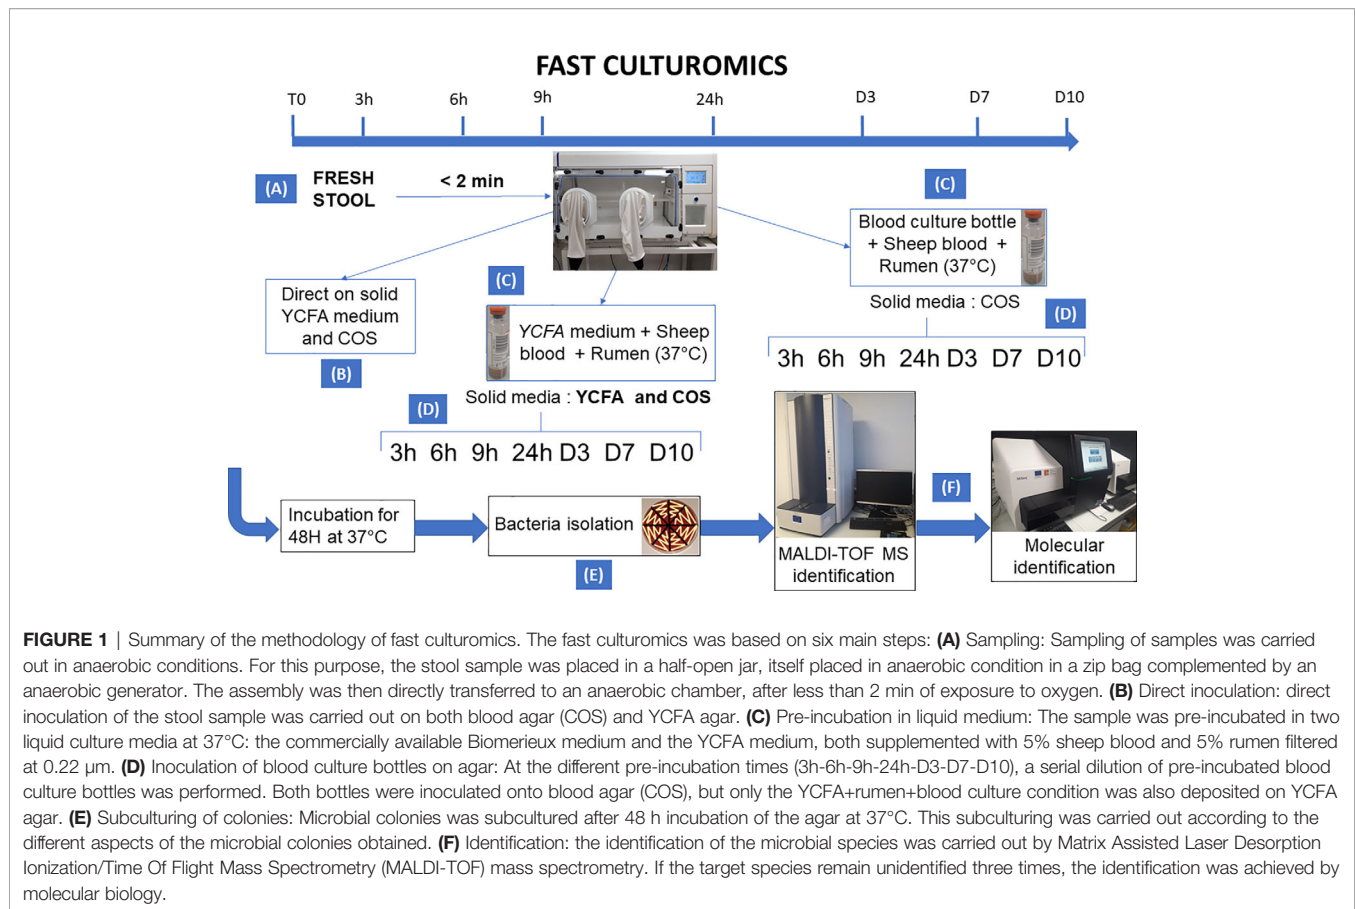 FAST CULTUROMICS
T0 3h 6h 9h 24h D3 D7 D10
(A) FRESH
STOOL
< 2 min
(C)
Blood culture bottle
+ Sheep blood +
Rumen (37°C)
Solid media : COS
(D)
3h 6h 9h 24h D3 D7 D10
Direct on solid
YCFA medium
and COS
(B)
(C)
YCFA medium + Sheep
blood + Rumen (37°C)
Solid media : YCFA and COS
(D)
3h 6h 9h 24h D3 D7 D10
Incubation for
48H at 37°C
Bacteria isolation
(E)
MALDI-TOF MS
identification
(F)
Molecular
identification
FIGURE 1 | Summary of the methodology of fast culturomics. The fast culturomics was based on six main steps: (A) Sampling: Sampling of samples was carried
out in anaerobic conditions. For this purpose, the stool sample was placed in a half-open jar, itself placed in anaerobic condition in a zip bag complemented by an
anaerobic generator. The assembly was then directly transferred to an anaerobic chamber, after less than 2 min of exposure to oxygen. (B) Direct inoculation: direct
inoculation of the stool sample was carried out on both blood agar (COS) and YCFA agar. (C) Pre-incubation in liquid medium: The sample was pre-incubated in two
liquid culture media at 37°C: the commercially available Biomerieux medium and the YCFA medium, both supplemented with 5% sheep blood and 5% rumen filtered
at 0.22 µm. (D) Inoculation of blood culture bottles on agar: At the different pre-incubation times (3h-6h-9h-24h-D3-D7-D10), a serial dilution of pre-incubated blood
culture bottles was performed. Both bottles were inoculated onto blood agar (COS), but only the YCFA+rumen+blood culture condition was also deposited on YCFA
agar. (E) Subculturing of colonies: Microbial colonies was subcultured after 48 h incubation of the agar at 37°C. This subculturing was carried out according to the
different aspects of the microbial colonies obtained. (F) Identification: the identification of the microbial species was carried out by Matrix Assisted Laser Desorption
Ionization/Time Of Flight Mass Spectrometry (MALDI-TOF) mass spectrometry. If the target species remain unidentified three times, the identification was achieved by
molecular biology.